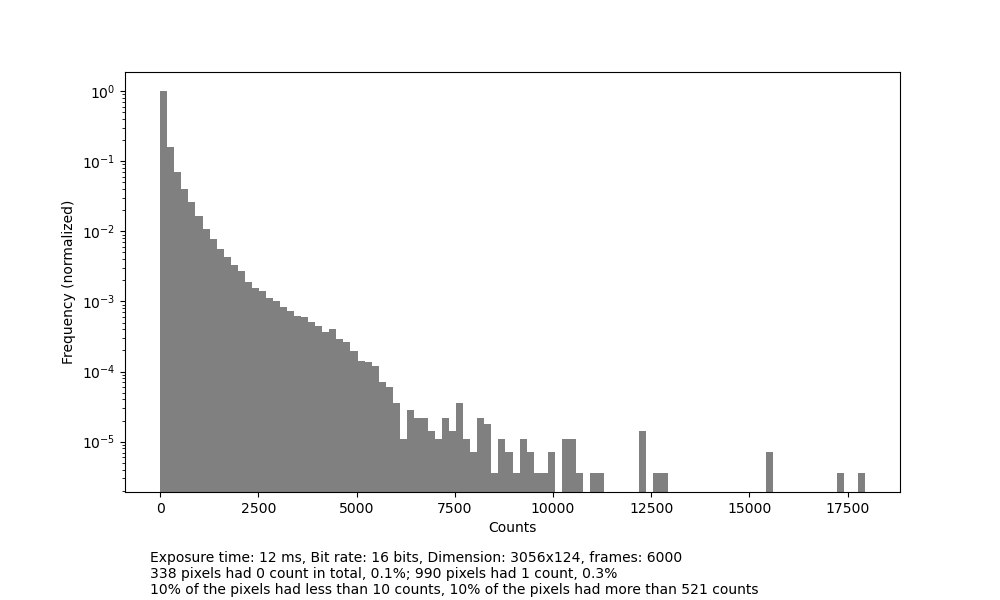 10⁰
10⁻¹
10⁻²
10⁻³
10⁻⁴
10⁻⁵
Frequency (normalized)
0 2500 5000 7500 10000 12500 15000 17500
Counts
Exposure time: 12 ms, Bit rate: 16 bits, Dimension: 3056x124, frames: 6000
338 pixels had 0 count in total, 0.1%; 990 pixels had 1 count, 0.3%
10% of the pixels had less than 10 counts, 10% of the pixels had more than 521 counts